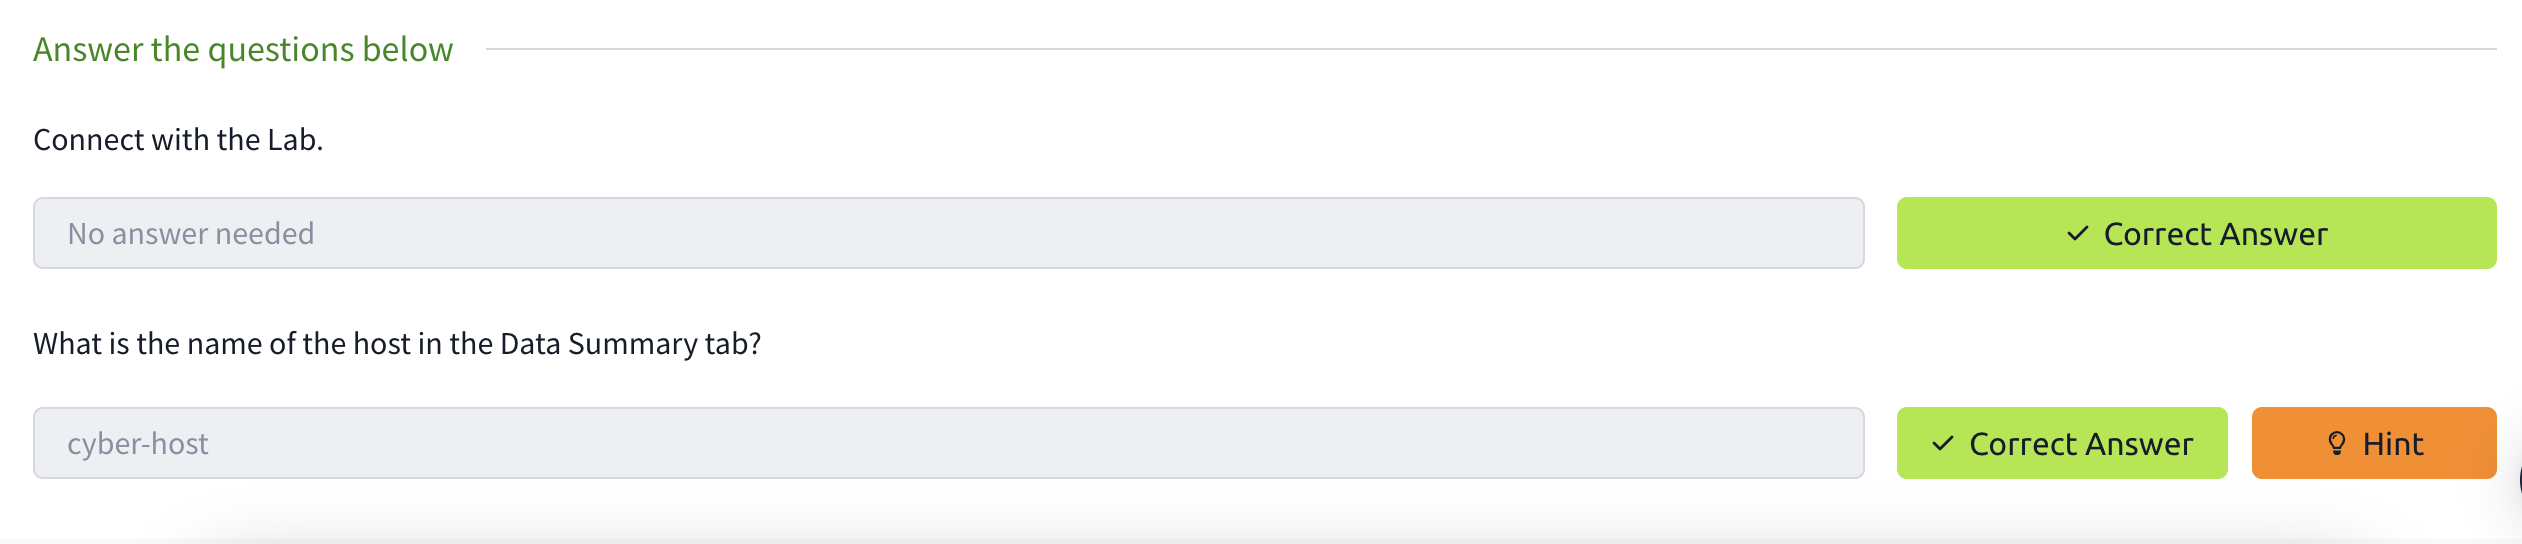 Answer the questions below
Connect with the Lab.
No answer needed
Correct Answer
What is the name of the host in the Data Summary tab?
cyber-host
Correct Answer
Hint